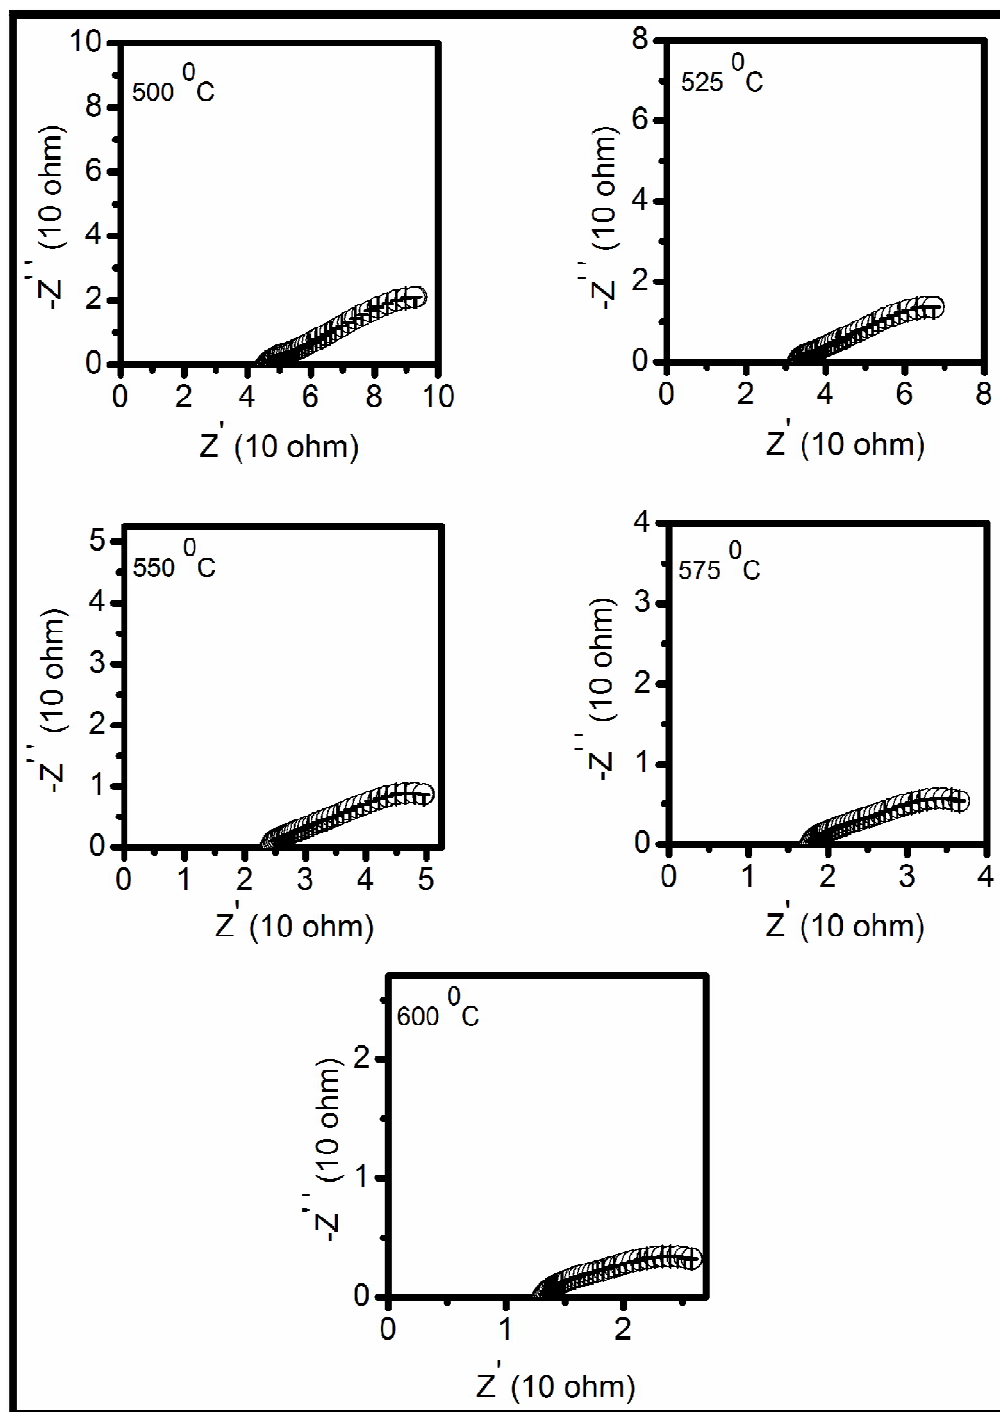 10
8
6
4
2
0
500 ⁰C
-Z'' (10 ohm)
0 2 4 6 8 10
Z' (10 ohm)
8
6
4
2
0
525 ⁰C
-Z'' (10 ohm)
0 2 4 6 8
Z' (10 ohm)
5
4
3
2
1
0
550 ⁰C
-Z'' (10 ohm)
0 1 2 3 4 5
Z' (10 ohm)
4
3
2
1
0
575 ⁰C
-Z'' (10 ohm)
0 1 2 3 4
Z' (10 ohm)
2
1
0
600 ⁰C
-Z'' (10 ohm)
0 1 2
Z' (10 ohm)